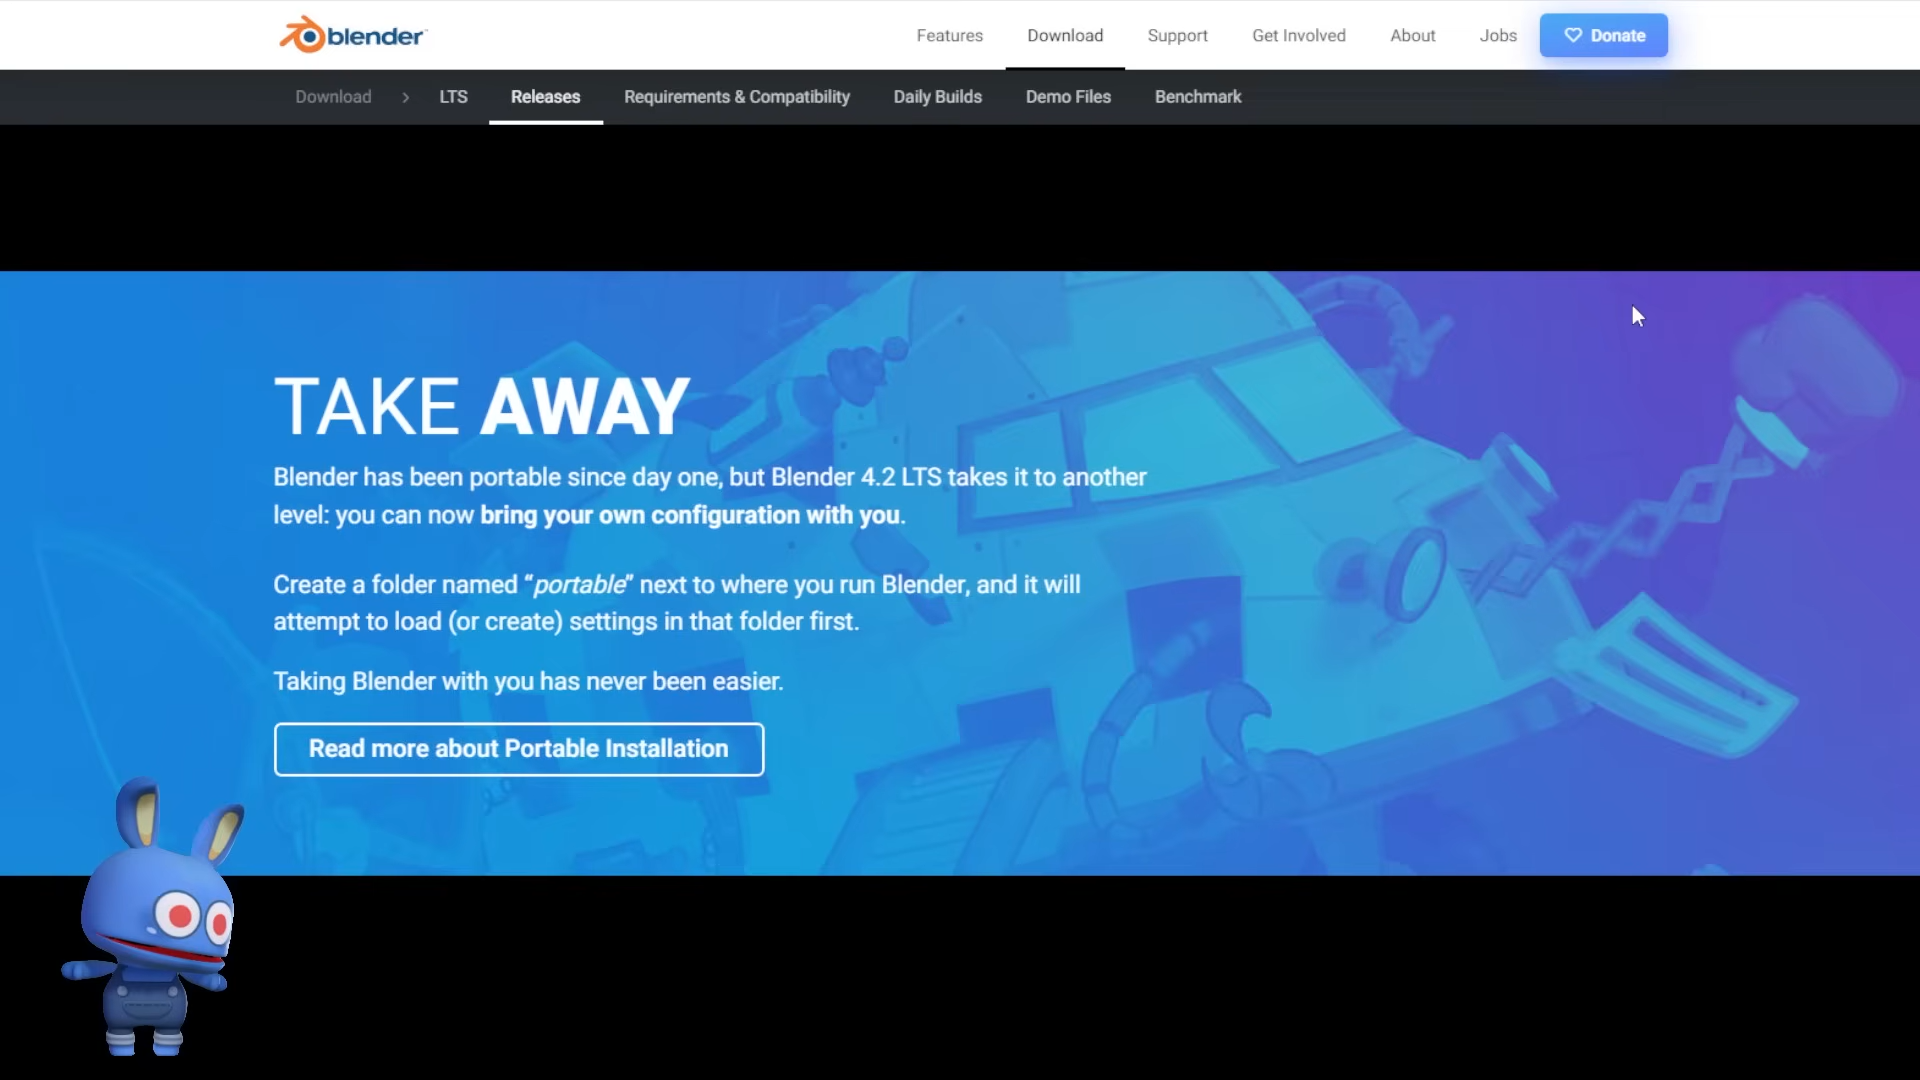 blender
Features Download Support Get Involved About Jobs Donate
Download > LTS Releases Requirements & Compatibility Daily Builds Demo Files Benchmark
TAKE AWAY
Blender has been portable since day one, but Blender 4.2 LTS takes it to another
level: you can now bring your own configuration with you.
Create a folder named “portable” next to where you run Blender, and it will
attempt to load (or create) settings in that folder first.
Taking Blender with you has never been easier.
Read more about Portable Installation